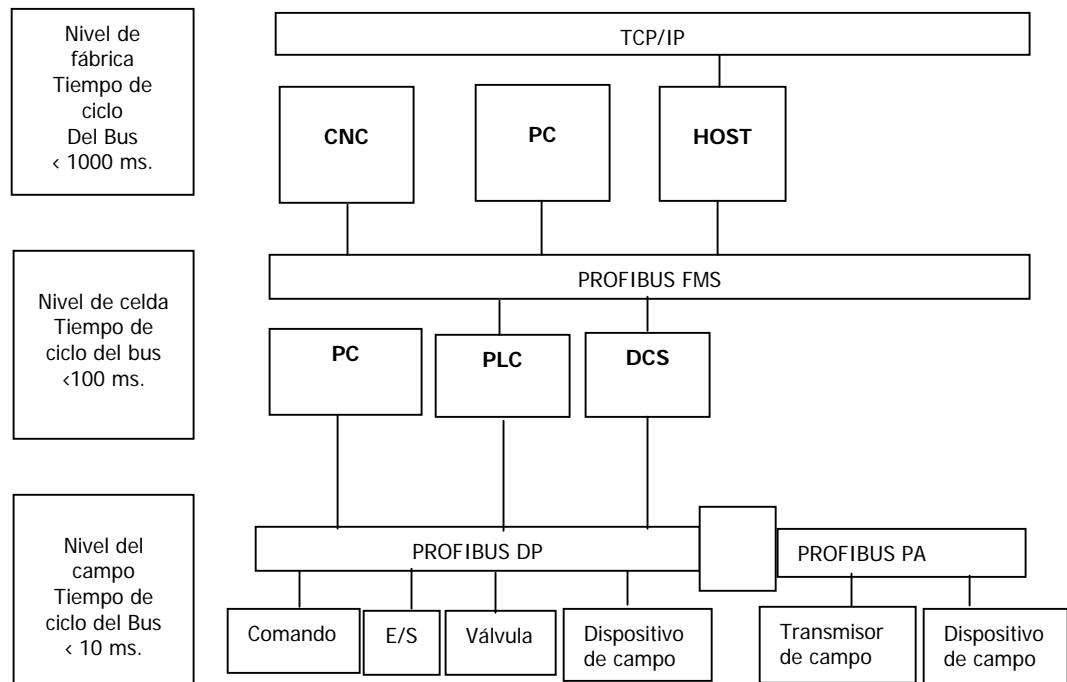 Nivel de
fábrica
Tiempo de
ciclo
Del Bus
< 1000 ms.
TCP/IP
CNC
PC
HOST
PROFIBUS FMS
Nivel de celda
Tiempo de
ciclo del bus
<100 ms.
PC
PLC
DCS
Nivel del
campo
Tiempo de
ciclo del Bus
< 10 ms.
PROFIBUS DP
PROFIBUS PA
Comando
E/S
Válvula
Dispositivo
de campo
Transmisor
de campo
Dispositivo
de campo